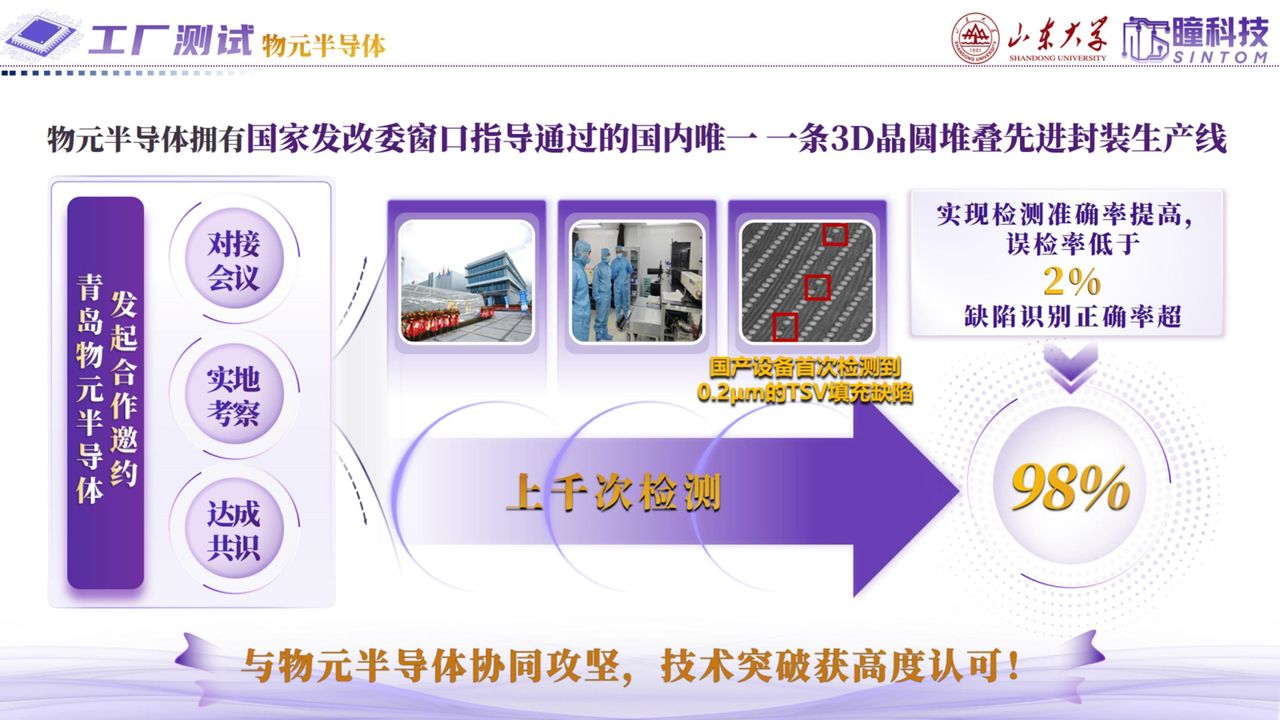 工厂测试 物元半导体
山东大学
SHANDONG UNIVERSITY
1901
瞳科技
SINTOM
物元半导体拥有国家发改委窗口指导通过的国内唯一 一条3D晶圆堆叠先进封装生产线
青岛物元半导体
发起合作邀约
对接
会议
实地
考察
达成
共识
国产设备首次检测到
0.2μm的TSV填充缺陷
上千次检测
实现检测准确率提高，
误检率低于
2%
缺陷识别正确率超
98%
与物元半导体协同攻坚，技术突破获高度认可！